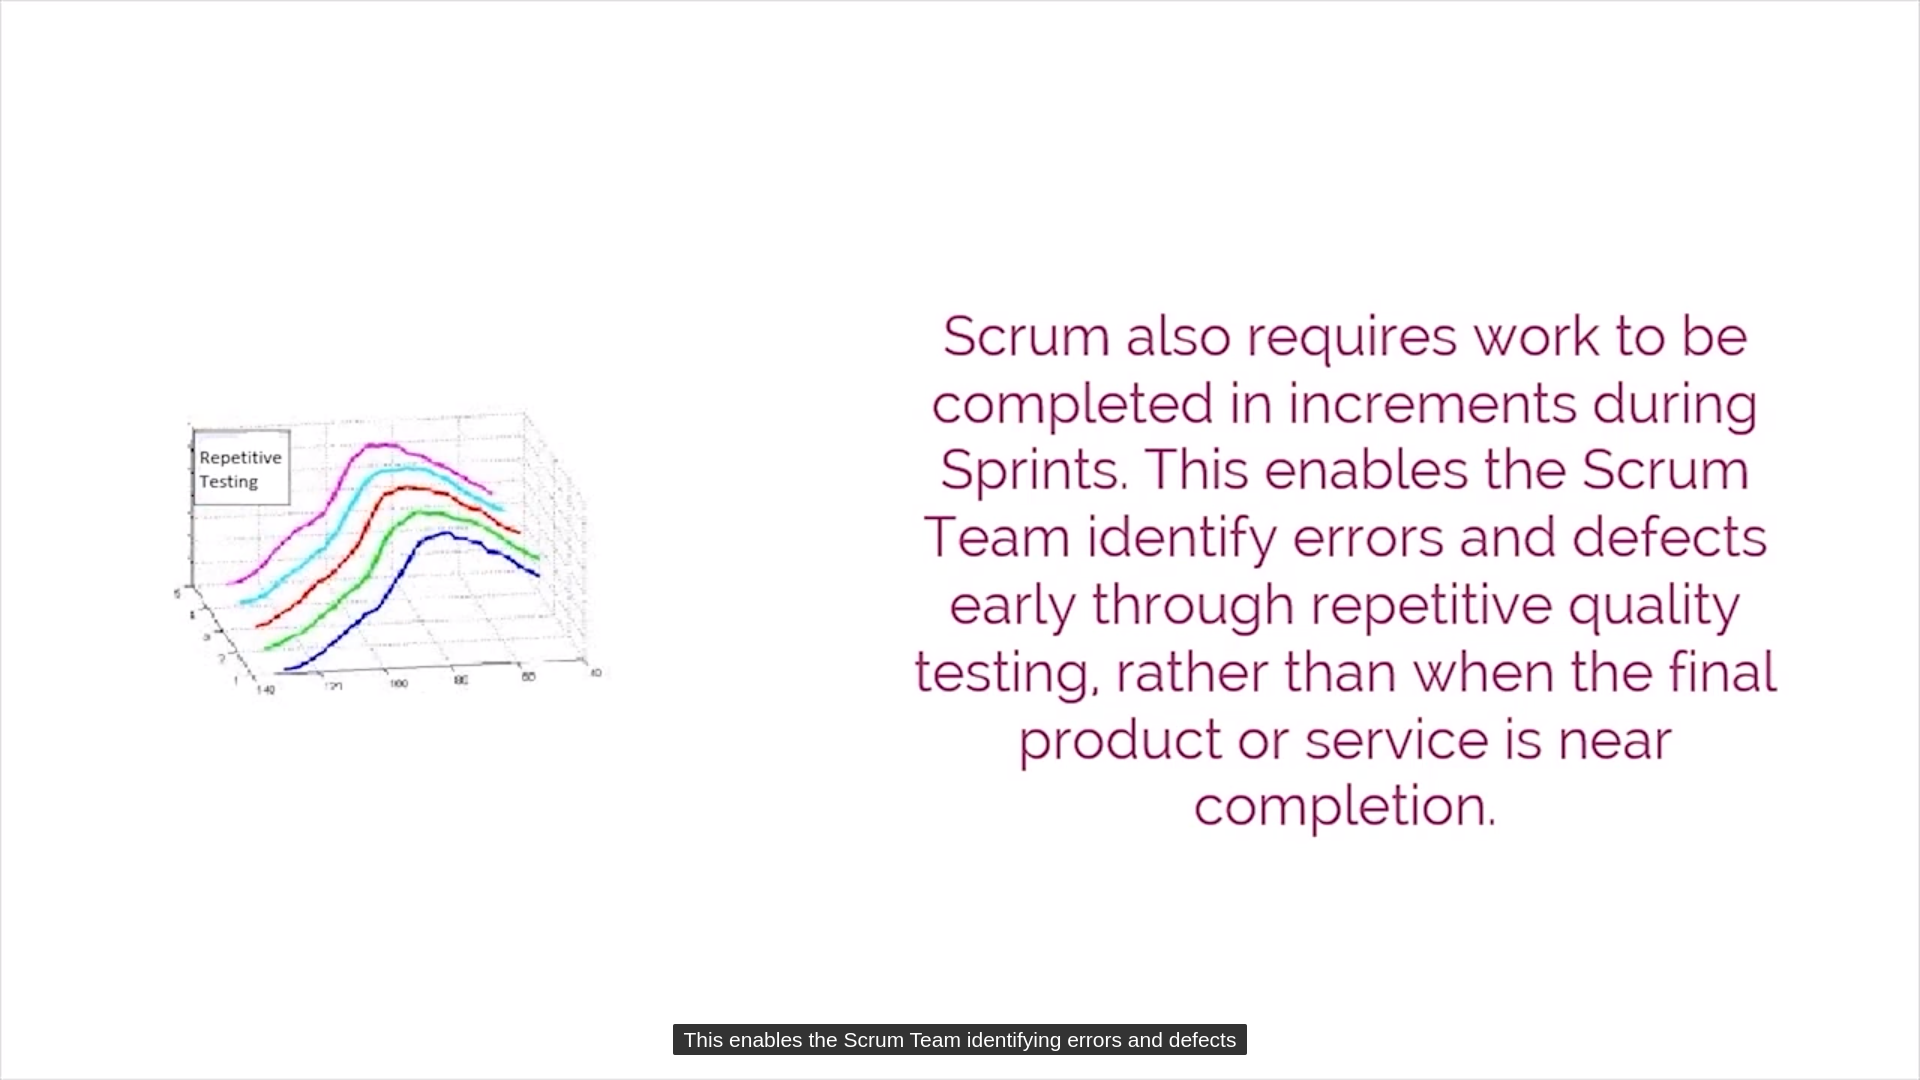 Repetitive
Testing
5
4
3
2
1
140
120
100
80
60
40
Scrum also requires work to be
completed in increments during
Sprints. This enables the Scrum
Team identify errors and defects
early through repetitive quality
testing, rather than when the final
product or service is near
completion.
This enables the Scrum Team identifying errors and defects